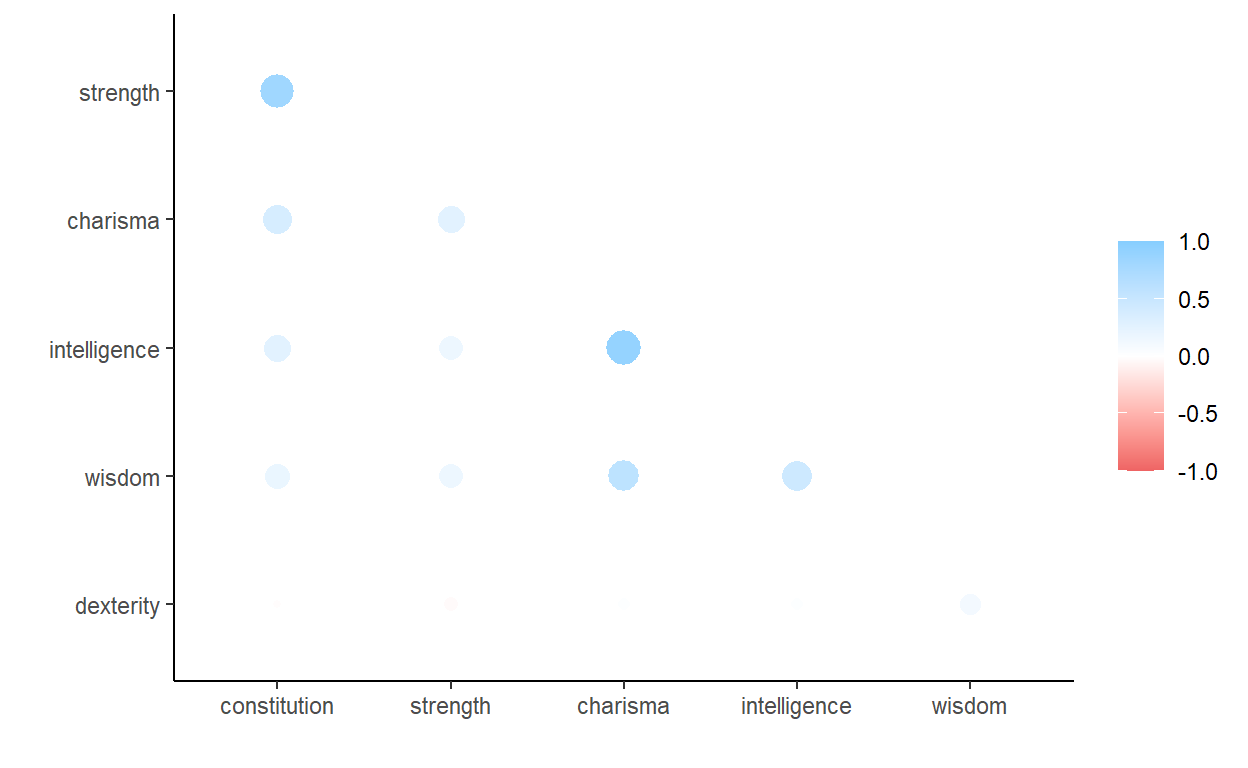 strength
charisma
intelligence
wisdom
dexterity
constitution strength charisma intelligence wisdom
1.0
0.5
0.0
-0.5
-1.0